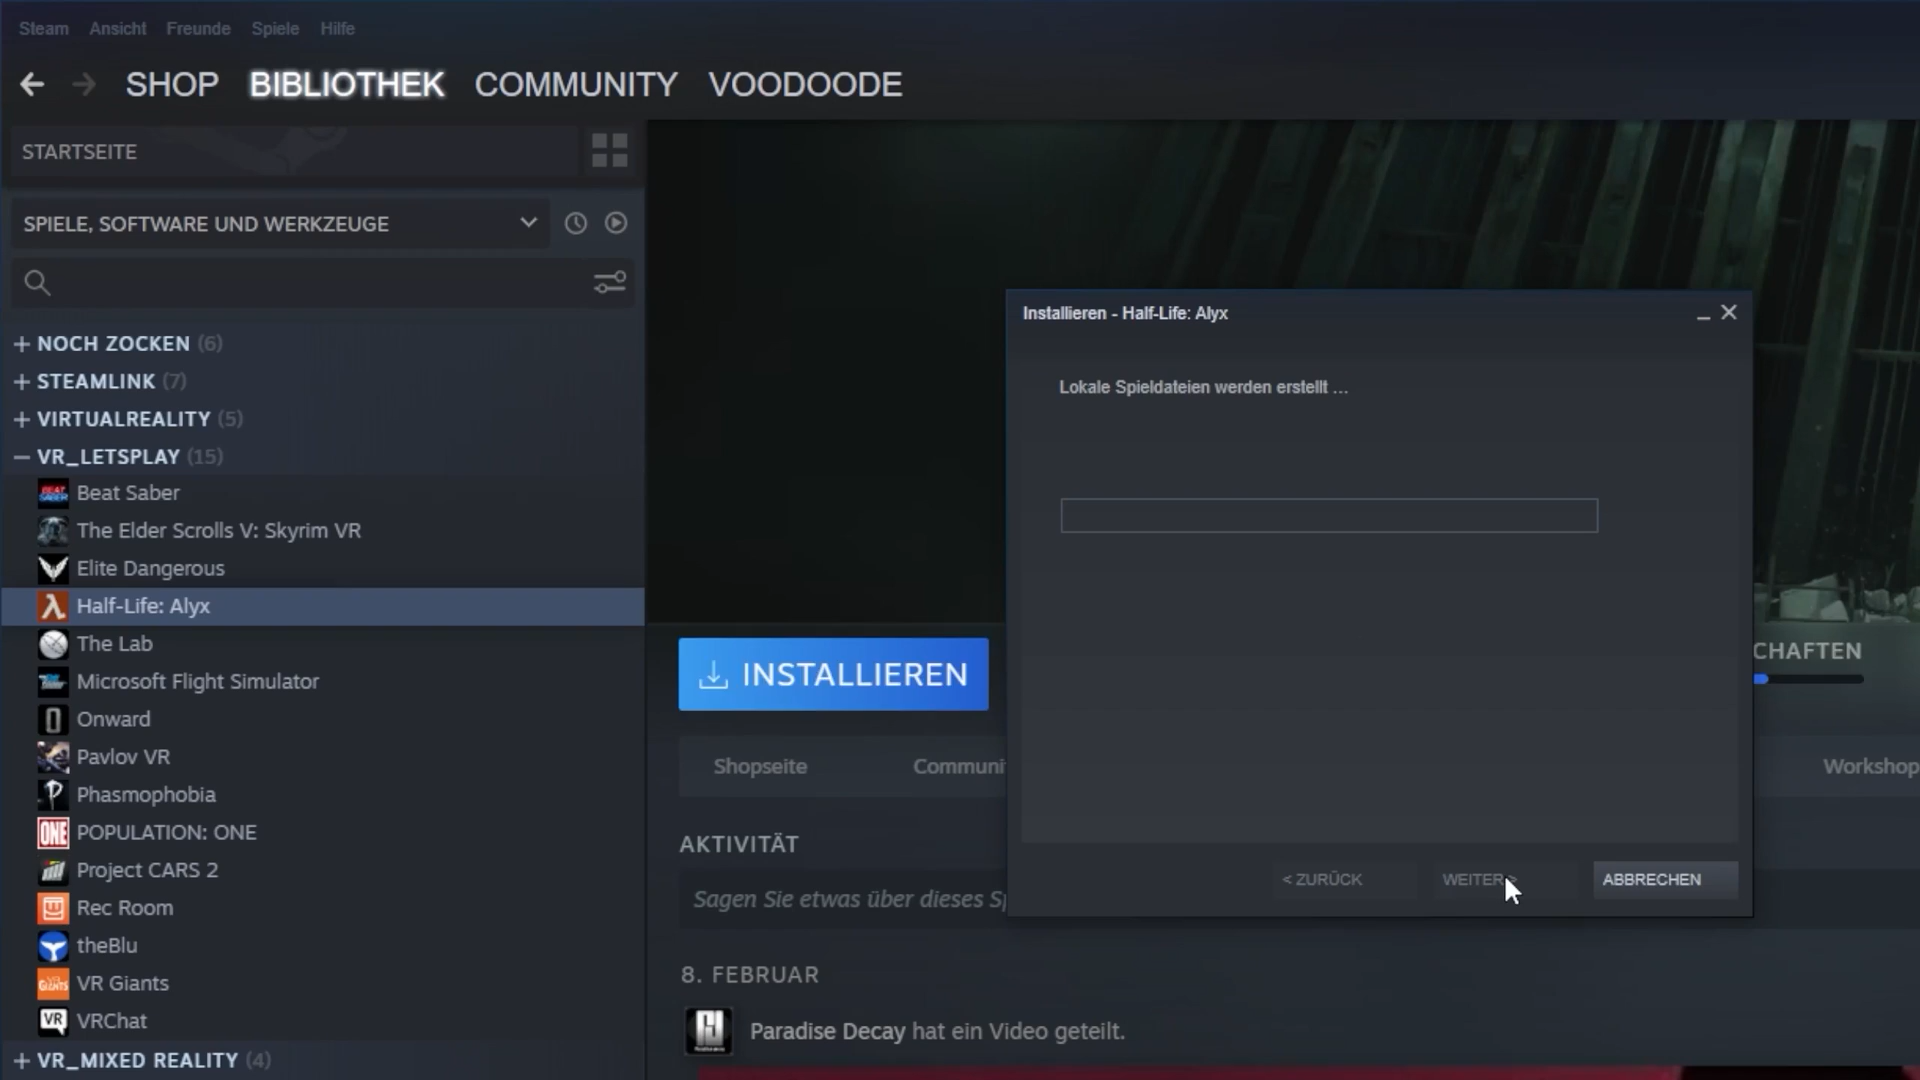 Steam Ansicht Freunde Spiele Hilfe
SHOP BIBLIOTHEK COMMUNITY VOODOODE
STARTSEITE
SPIELE, SOFTWARE UND WERKZEUGE
+ NOCH ZOCKEN (6)
+ STEAMLINK (7)
+ VIRTUALREALITY (5)
− VR_LETSPLAY (15)
Beat Saber
The Elder Scrolls V: Skyrim VR
Elite Dangerous
Half-Life: Alyx
The Lab
Microsoft Flight Simulator
Onward
Pavlov VR
Phasmophobia
POPULATION: ONE
Project CARS 2
Rec Room
theBlu
VR Giants
VRChat
+ VR_MIXED REALITY (4)
Installieren - Half-Life: Alyx
Lokale Spieldateien werden erstellt ...
< ZURÜCK WEITER > ABBRECHEN
INSTALLIEREN
CHAFTEN
Shopseite Communi Workshop
AKTIVITÄT
Sagen Sie etwas über dieses Sp
8. FEBRUAR
Paradise Decay hat ein Video geteilt.